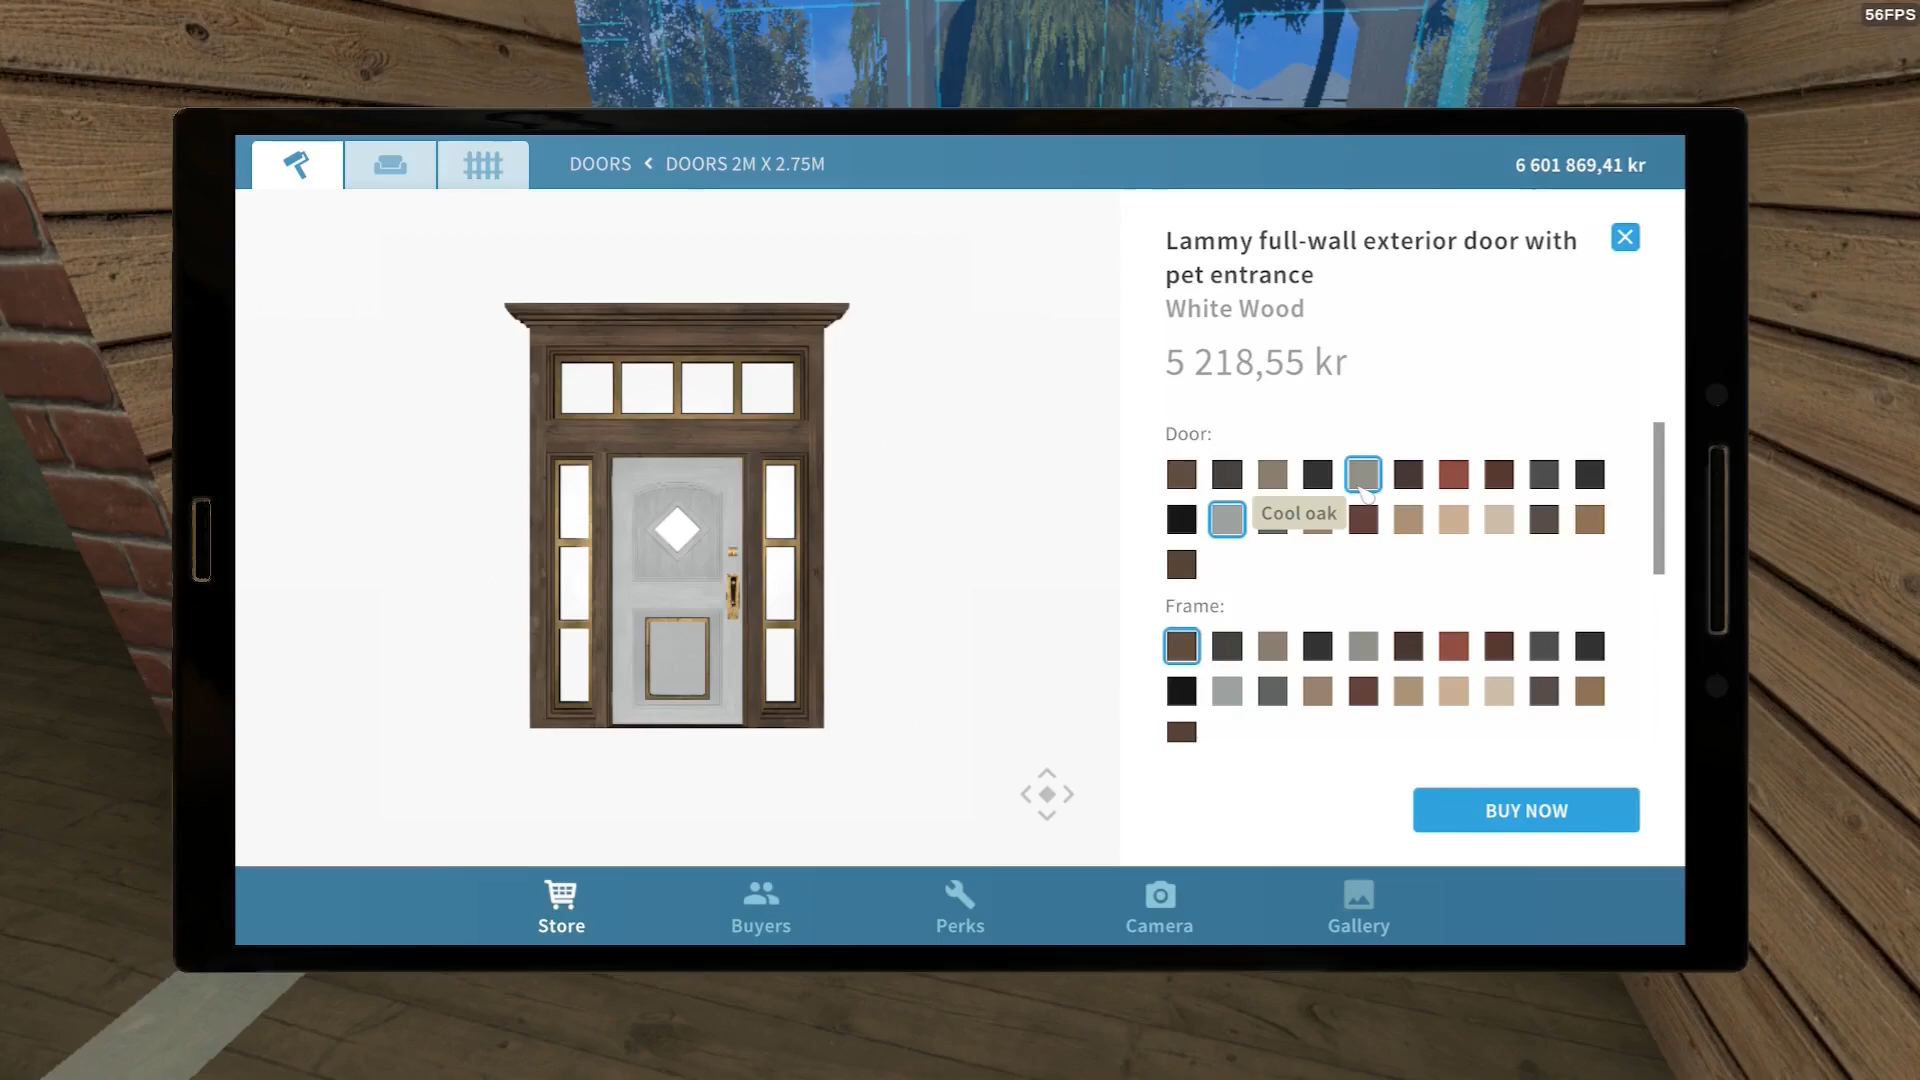 56FPS
DOORS < DOORS 2M X 2.75M
6 601 869,41 kr
Lammy full-wall exterior door with
pet entrance
White Wood
5 218,55 kr
Door:
Cool oak
Frame:
BUY NOW
Store
Buyers
Perks
Camera
Gallery